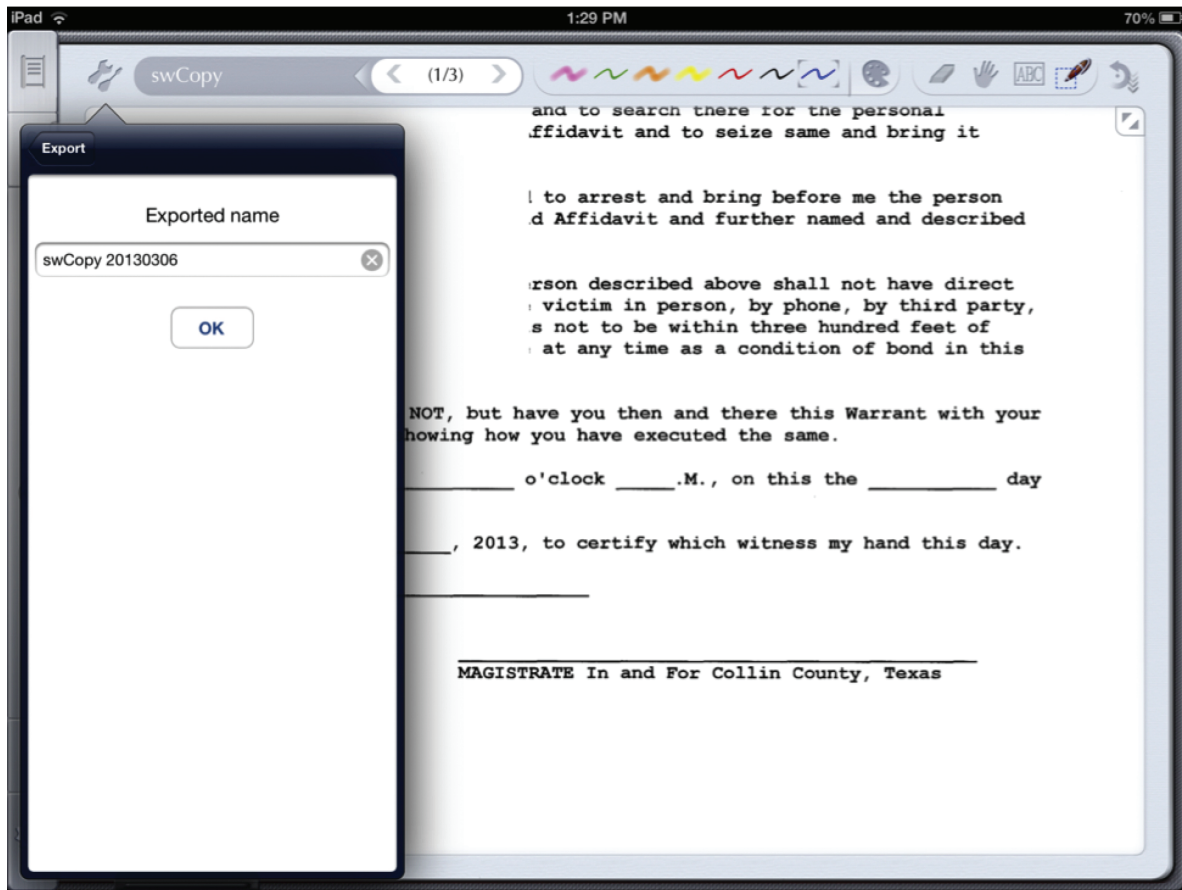 iPad 1:29 PM 70%
swCopy (1/3) ABC
Export
Exported name
swCopy 20130306
OK
and to search there for the personal
ffidavit and to seize same and bring it
to arrest and bring before me the person
d Affidavit and further named and described
rson described above shall not have direct
victim in person, by phone, by third party,
s not to be within three hundred feet of
at any time as a condition of bond in this
NOT, but have you then and there this Warrant with your
howing how you have executed the same.
__________ o'clock _____.M., on this the __________ day
____, 2013, to certify which witness my hand this day.
MAGISTRATE In and For Collin County, Texas